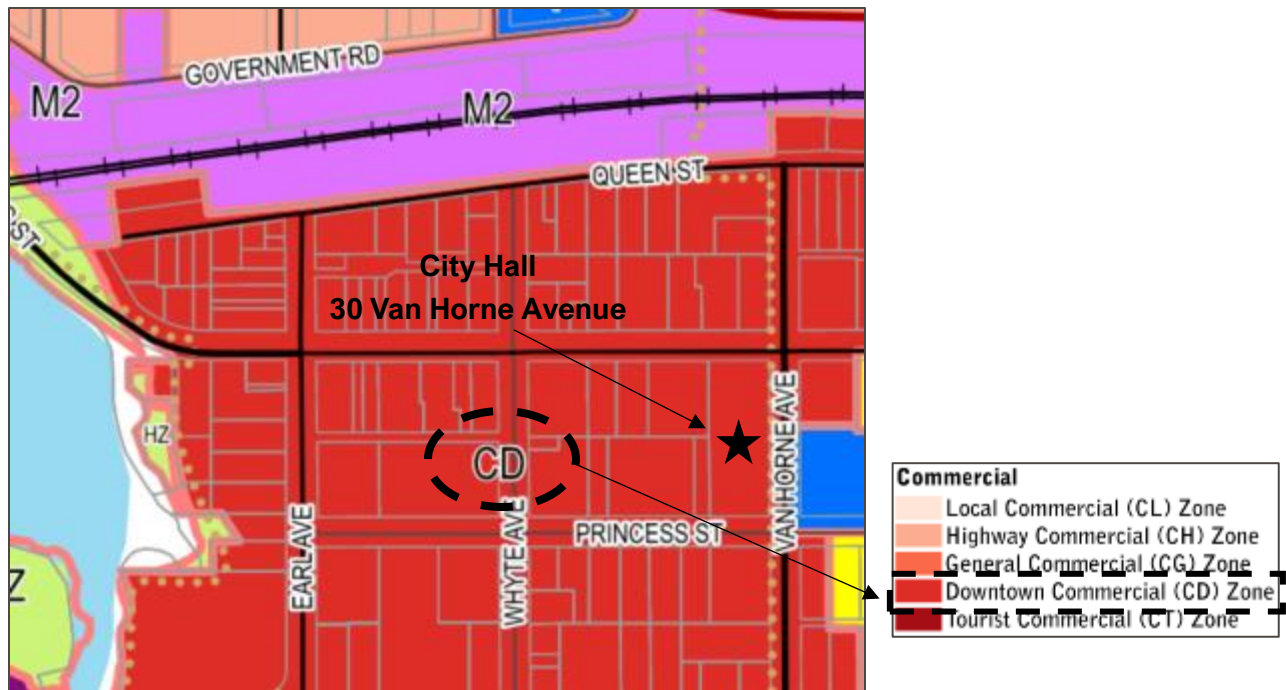 GOVERNMENT RD
M2
M2
QUEEN ST
ST
City Hall
30 Van Horne Avenue
VAN HORNE AVE
HZ
CD
EARL AVE
WHYTE AVE
PRINCESS ST
Z
Commercial
Local Commercial (CL) Zone
Highway Commercial (CH) Zone
General Commercial (CG) Zone
Downtown Commercial (CD) Zone
Tourist Commercial (CT) Zone